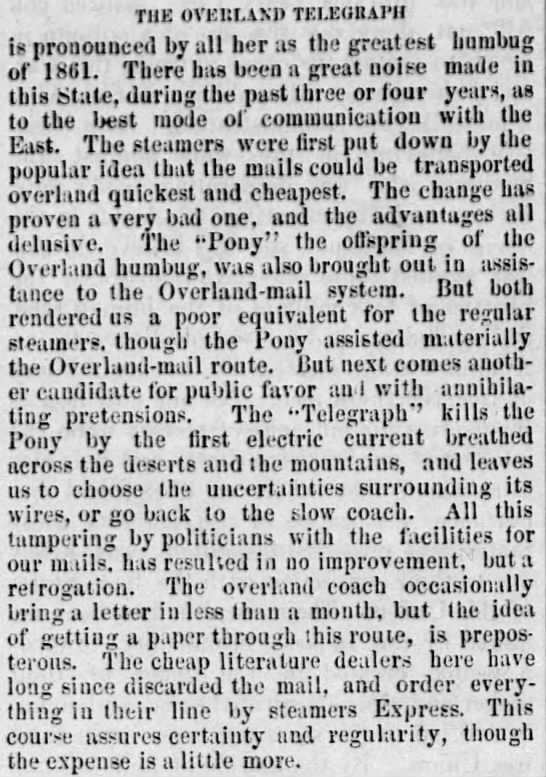 THE OVERLAND TELEGRAPH
is pronounced by all her as the greatest humbug
of 1861. There has been a great noise made in
this State, during the past three or four years, as
to the best mode of communication with the
East. The steamers were first put down by the
popular idea that the mails could be transported
overland quickest and cheapest. The change has
proven a very bad one, and the advantages all
delusive. The "Pony" the offspring of the
Overland humbug, was also brought out in assis-
tance to the Overland-mail system. But both
rendered us a poor equivalent for the regular
steamers, though the Pony assisted materially
the Overland-mail route. But next comes anoth-
er candidate for public favor and with annihila-
ting pretensions. The "Telegraph" kills the
Pony by the first electric current breathed
across the deserts and the mountains, and leaves
us to choose the uncertainties surrounding its
wires, or go back to the slow coach. All this
tampering by politicians with the facilities for
our mails, has resulted in no improvement, but a
retrogation. The overland coach occasionally
bring a letter in less than a month, but the idea
of getting a paper through this route, is prepos-
terous. The cheap literature dealers here have
long since discarded the mail, and order every-
thing in their line by steamers Express. This
course assures certainty and regularity, though
the expense is a little more.